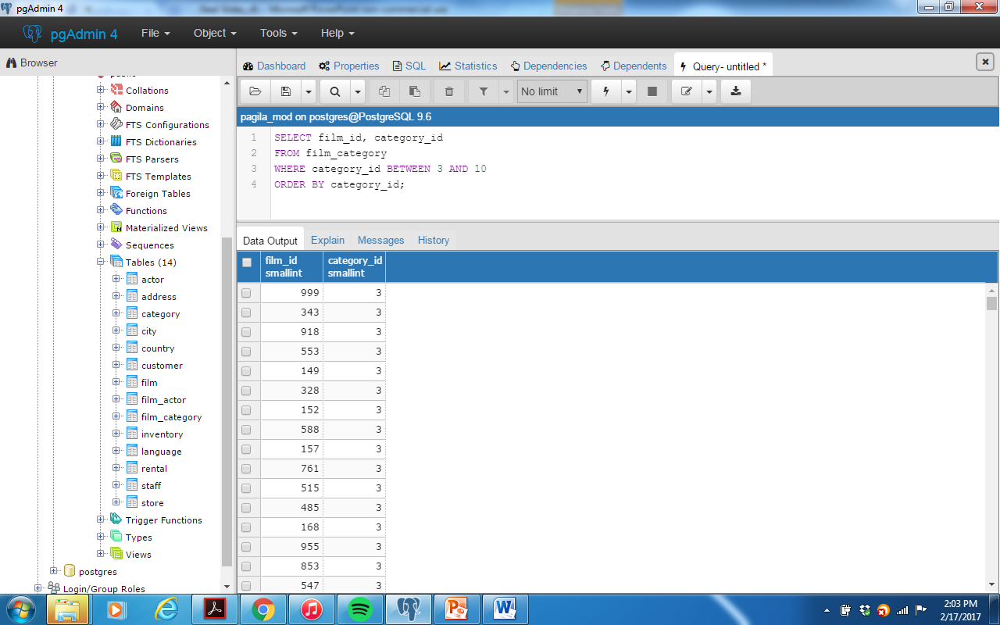 pgAdmin 4
pgAdmin 4 File Object Tools Help
Browser
Collations
Domains
FTS Configurations
FTS Dictionaries
FTS Parsers
FTS Templates
Foreign Tables
Functions
Materialized Views
Sequences
Tables (14)
actor
address
category
city
country
customer
film
film_actor
film_category
inventory
language
rental
staff
store
Trigger Functions
Types
Views
postgres
Login/Group Roles
Dashboard Properties SQL Statistics Dependencies Dependents Query- untitled *
No limit
pagila_mod on postgres@PostgreSQL 9.6
1 SELECT film_id, category_id
2 FROM film_category
3 WHERE category_id BETWEEN 3 AND 10
4 ORDER BY category_id;
Data Output Explain Messages History
film_id category_id
smallint smallint
999 3
343 3
918 3
553 3
149 3
328 3
152 3
588 3
157 3
761 3
515 3
485 3
168 3
955 3
853 3
547 3
2:03 PM
2/17/2017